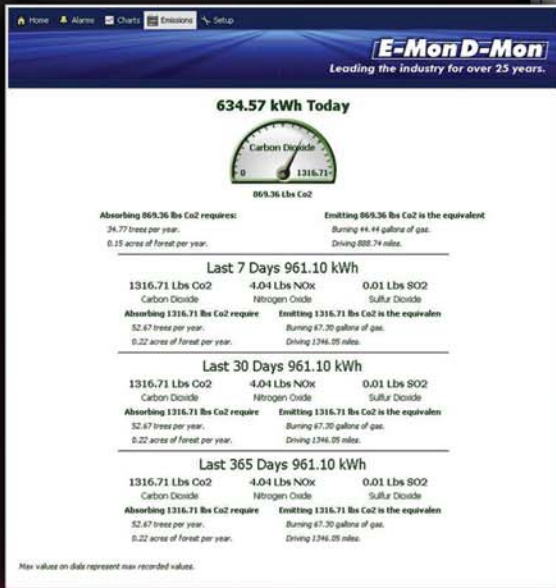 Home Alarms Charts Emissions Setup
E-Mon D-Mon
Leading the industry for over 25 years.
634.57 kWh Today
Carbon Dioxide
0 1316.71
869.36 Lbs Co2
Absorbing 869.36 lbs Co2 requires: Emitting 869.36 lbs Co2 is the equivalent
34.77 trees per year. Burning 44.44 gallons of gas.
0.15 acres of forest per year. Driving 888.74 miles.
Last 7 Days 961.10 kWh
1316.71 Lbs Co2 4.04 Lbs NOx 0.01 Lbs SO2
Carbon Dioxide Nitrogen Oxide Sulfur Dioxide
Absorbing 1316.71 lbs Co2 require Emitting 1316.71 lbs Co2 is the equivalen
52.67 trees per year. Burning 67.30 gallons of gas.
0.22 acres of forest per year. Driving 1346.05 miles.
Last 30 Days 961.10 kWh
1316.71 Lbs Co2 4.04 Lbs NOx 0.01 Lbs SO2
Carbon Dioxide Nitrogen Oxide Sulfur Dioxide
Absorbing 1316.71 lbs Co2 require Emitting 1316.71 lbs Co2 is the equivalen
52.67 trees per year. Burning 67.30 gallons of gas.
0.22 acres of forest per year. Driving 1346.05 miles.
Last 365 Days 961.10 kWh
1316.71 Lbs Co2 4.04 Lbs NOx 0.01 Lbs SO2
Carbon Dioxide Nitrogen Oxide Sulfur Dioxide
Absorbing 1316.71 lbs Co2 require Emitting 1316.71 lbs Co2 is the equivalen
52.67 trees per year. Burning 67.30 gallons of gas.
0.22 acres of forest per year. Driving 1346.05 miles.
Max values on dials represent max recorded values.